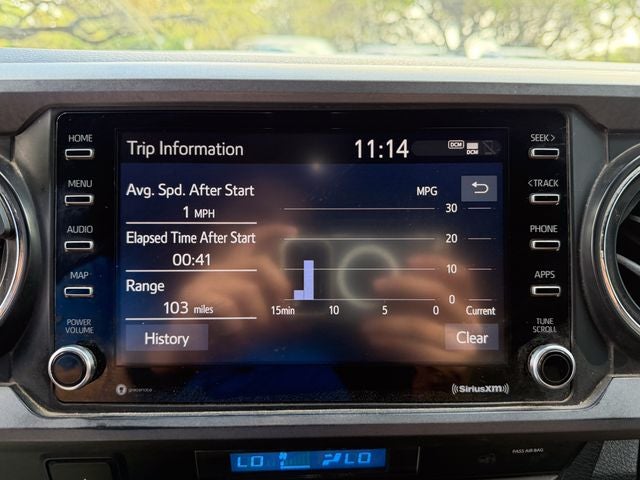 HOME
MENU
AUDIO
MAP
POWER
VOLUME
Trip Information
11:14
DCM
DCM
Avg. Spd. After Start
1 MPH
Elapsed Time After Start
00:41
Range
103 miles
History
MPG
30
20
10
0
15min 10 5 0 Current
Clear
SEEK >
< TRACK
PHONE
APPS
TUNE
SCROLL
gracenote
((SiriusXM))
LO LO
PASS AIR BAG